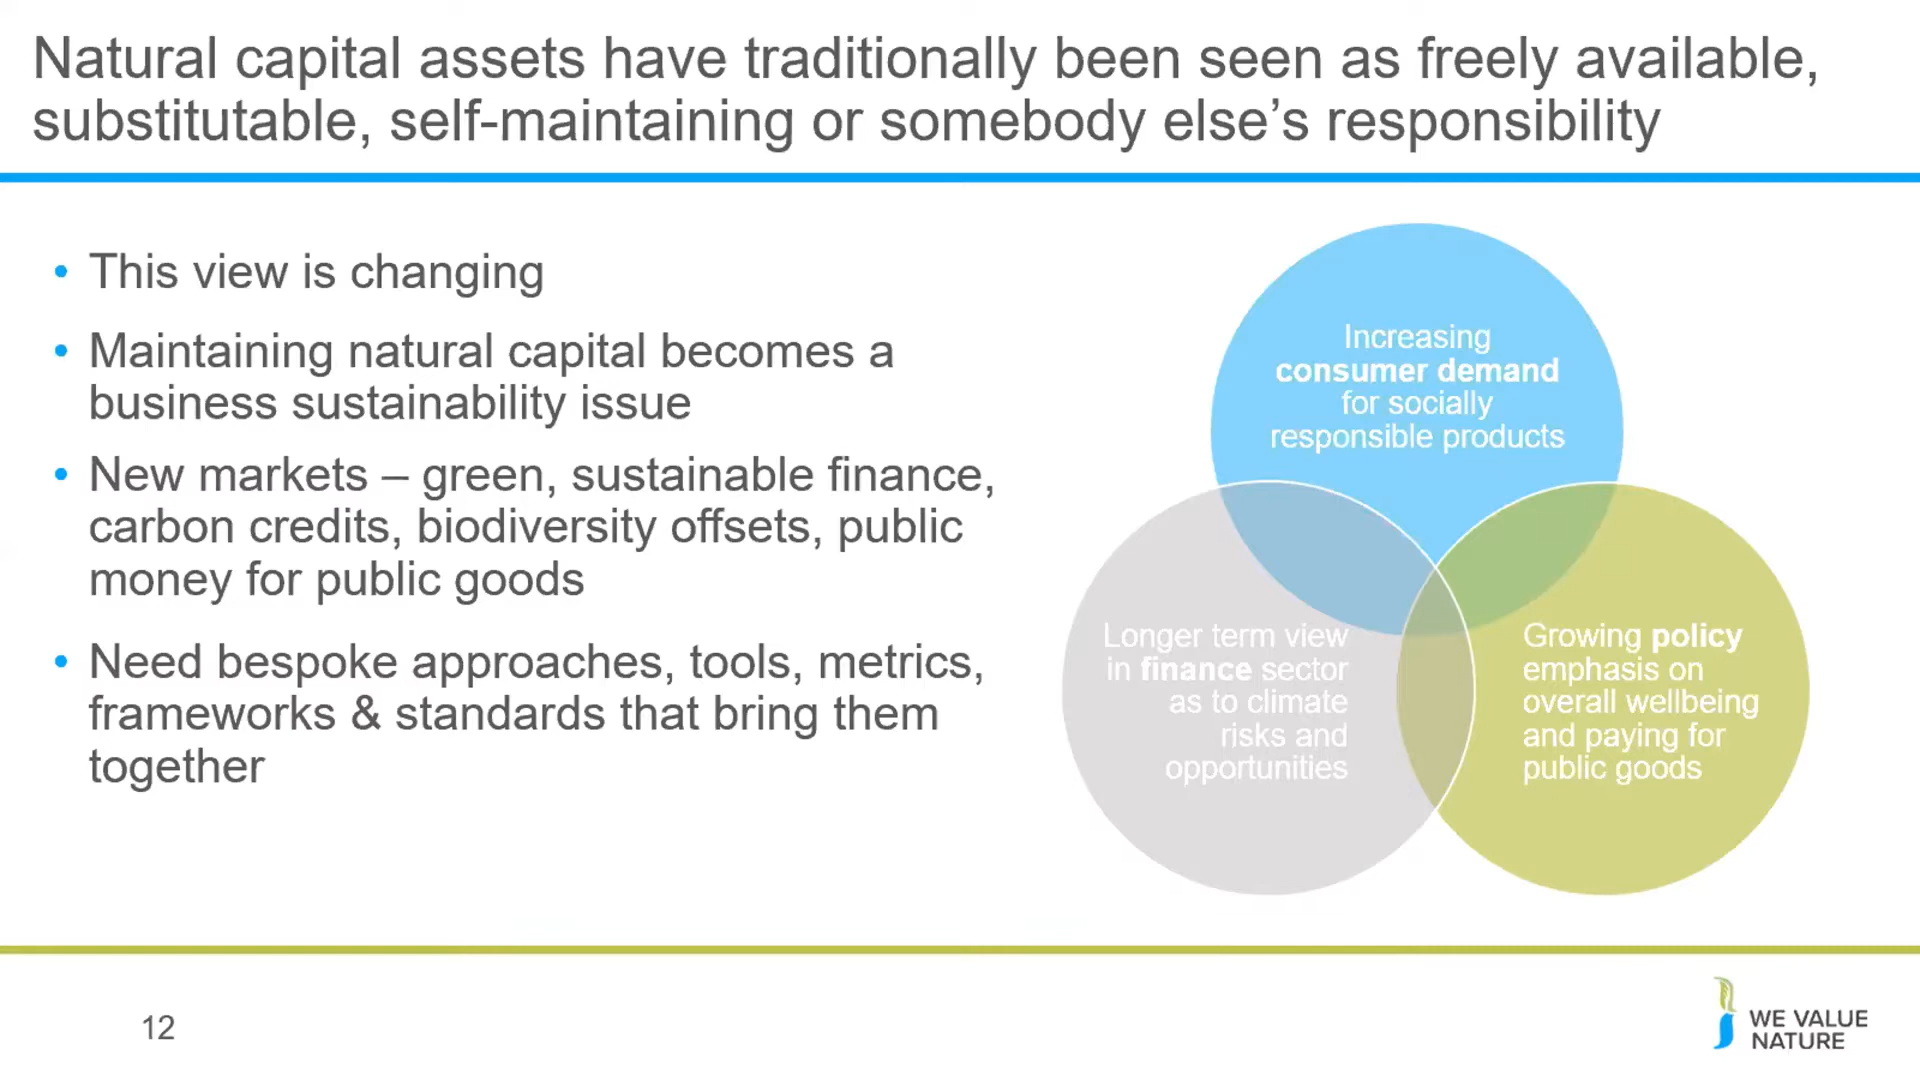 Natural capital assets have traditionally been seen as freely available,
substitutable, self-maintaining or somebody else’s responsibility
• This view is changing
• Maintaining natural capital becomes a
business sustainability issue
• New markets – green, sustainable finance,
carbon credits, biodiversity offsets, public
money for public goods
• Need bespoke approaches, tools, metrics,
frameworks & standards that bring them
together
Increasing
consumer demand
for socially
responsible products
Longer term view
in finance sector
as to climate
risks and
opportunities
Growing policy
emphasis on
overall wellbeing
and paying for
public goods
12
WE VALUE
NATURE